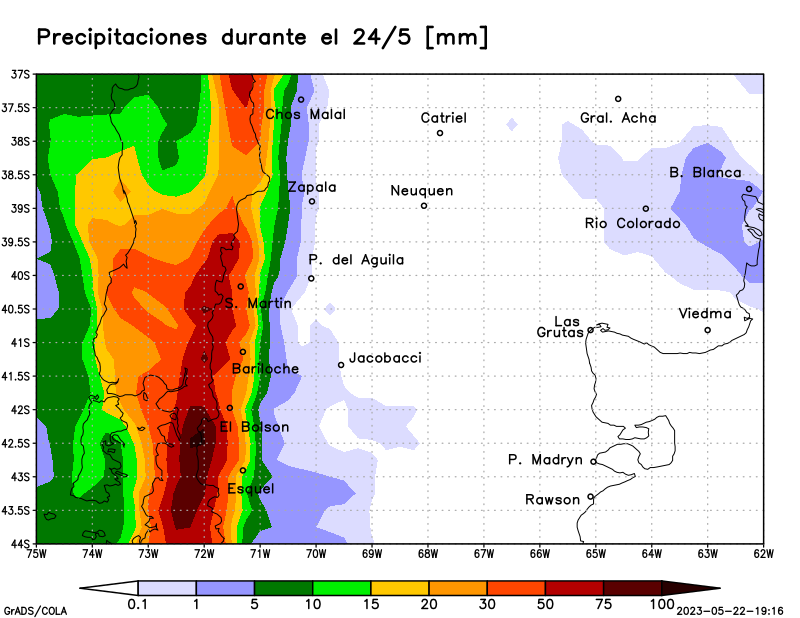 Precipitaciones durante el 24/5 [mm]
37S
37.5S
38S
38.5S
39S
39.5S
40S
40.5S
41S
41.5S
42S
42.5S
43S
43.5S
44S
Chos Malal
Catriel
Gral. Acha
B. Blanca
Zapala
Neuquen
Rio Colorado
P. del Aguila
S. Martin
Viedma
Las
Grutas
Jacobacci
Bariloche
El Bolson
P. Madryn
Esquel
Rawson
75W 74W 73W 72W 71W 70W 69W 68W 67W 66W 65W 64W 63W 62W
0.1 1 5 10 15 20 30 50 75 100
GrADS/COLA
2023-05-22-19:16